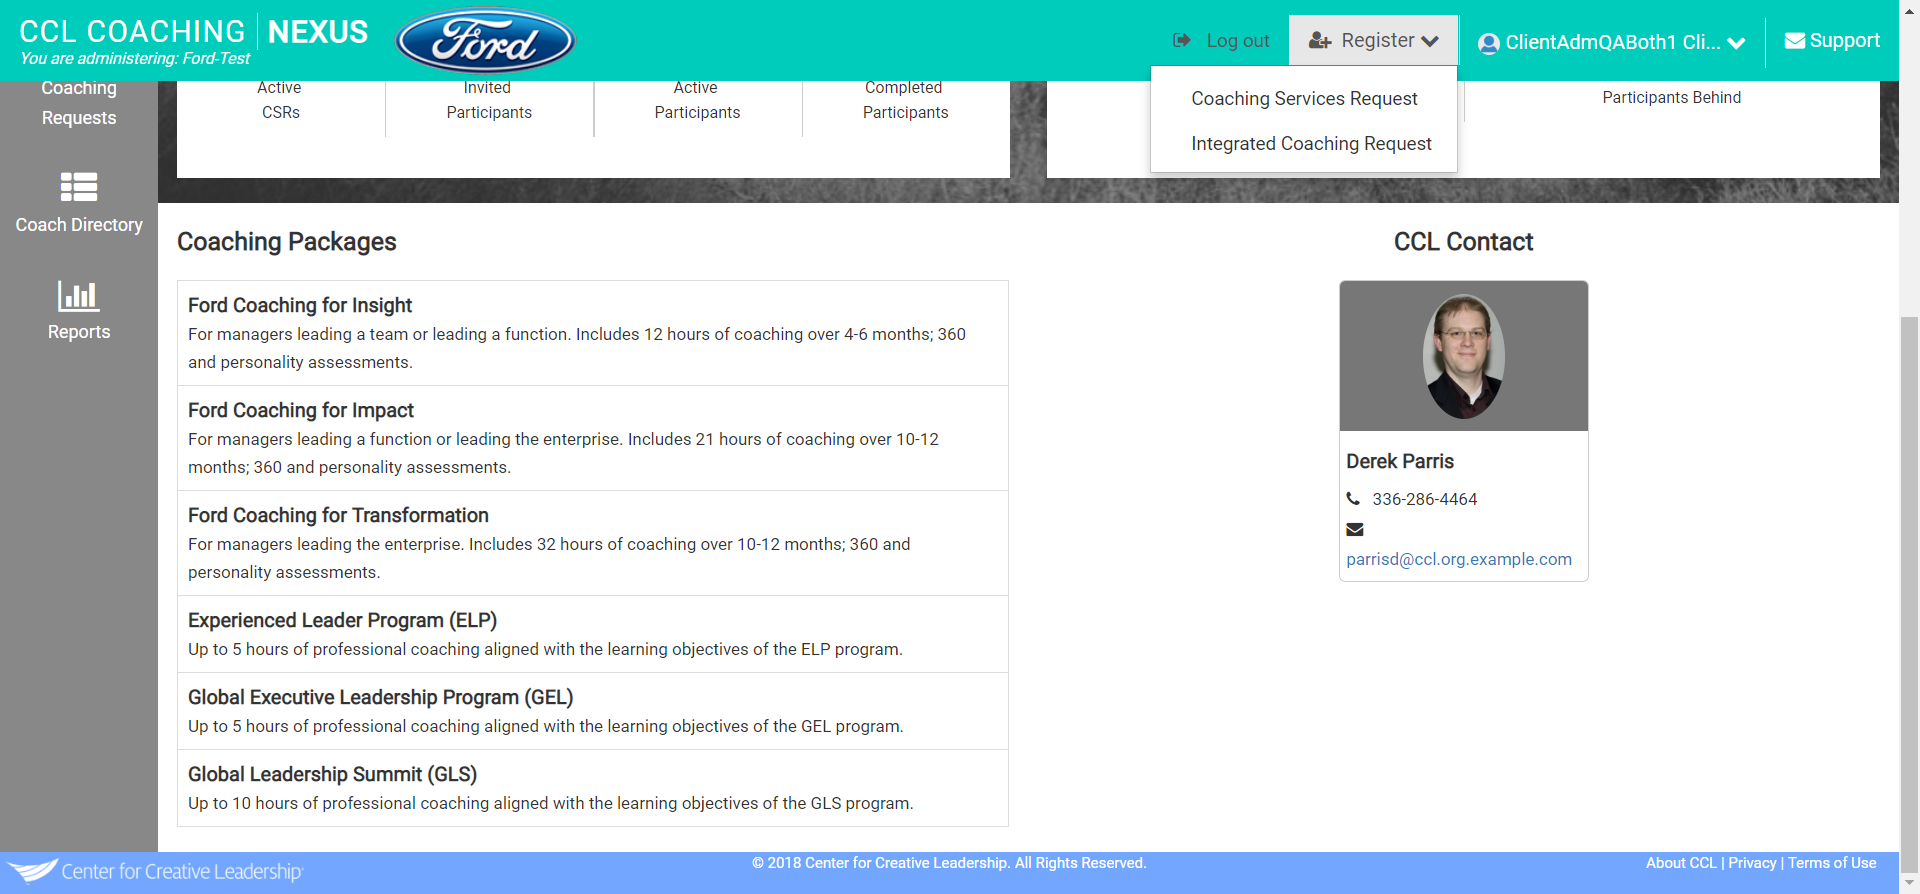 CCL COACHING NEXUS
You are administering: Ford-Test
Ford
Log out
Register
ClientAdmQABoth1 Cli...
Support
Coaching Services Request
Integrated Coaching Request
Coaching
Requests
Coach Directory
Reports
Active
CSRs
Invited
Participants
Active
Participants
Completed
Participants
Participants Behind
Coaching Packages
Ford Coaching for Insight
For managers leading a team or leading a function. Includes 12 hours of coaching over 4-6 months; 360
and personality assessments.
Ford Coaching for Impact
For managers leading a function or leading the enterprise. Includes 21 hours of coaching over 10-12
months; 360 and personality assessments.
Ford Coaching for Transformation
For managers leading the enterprise. Includes 32 hours of coaching over 10-12 months; 360 and
personality assessments.
Experienced Leader Program (ELP)
Up to 5 hours of professional coaching aligned with the learning objectives of the ELP program.
Global Executive Leadership Program (GEL)
Up to 5 hours of professional coaching aligned with the learning objectives of the GEL program.
Global Leadership Summit (GLS)
Up to 10 hours of professional coaching aligned with the learning objectives of the GLS program.
CCL Contact
Derek Parris
336-286-4464
parrisd@ccl.org.example.com
Center for Creative Leadership
© 2018 Center for Creative Leadership. All Rights Reserved.
About CCL | Privacy | Terms of Use